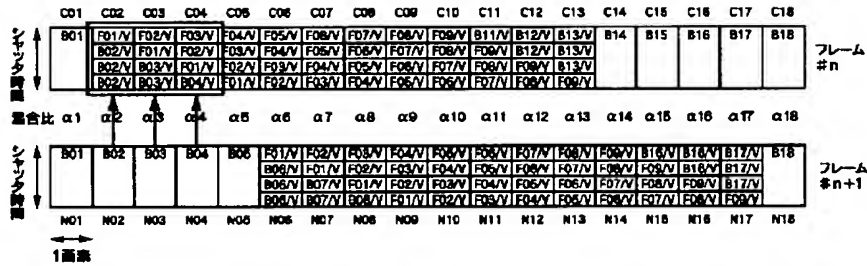 C01 C02 C03 C04 C05 C06 C07 C08 C09 C10 C11 C12 C13 C14 C15 C16 C17 C18
シャッタ時間
B01 F01/V F02/V F03/V F04/V F05/V F06/V F07/V F08/V F09/V B11/V B12/V B13/V B14 B15 B16 B17 B18
B02/V F01/V F02/V F03/V F04/V F05/V F06/V F07/V F08/V F09/V B12/V B13/V
B02/V B03/V F01/V F02/V F03/V F04/V F05/V F06/V F07/V F08/V F09/V B13/V
B02/V B03/V B04/V F01/V F02/V F03/V F04/V F05/V F06/V F07/V F08/V F09/V
フレーム
#n
混合比 α1 α2 α3 α4 α5 α6 α7 α8 α9 α10 α11 α12 α13 α14 α15 α16 α17 α18
シャッタ時間
B01 B02 B03 B04 B05 F01/V F02/V F03/V F04/V F05/V F06/V F07/V F08/V F09/V B15/V B16/V B17/V B18
B06/V F01/V F02/V F03/V F04/V F05/V F06/V F07/V F08/V F09/V B16/V B17/V
B06/V B07/V F01/V F02/V F03/V F04/V F05/V F06/V F07/V F08/V F09/V B17/V
B06/V B07/V B08/V F01/V F02/V F03/V F04/V F05/V F06/V F07/V F08/V F09/V
フレーム
#n+1
N01 N02 N03 N04 N05 N06 N07 N08 N09 N10 N11 N12 N13 N14 N15 N16 N17 N18
1画素